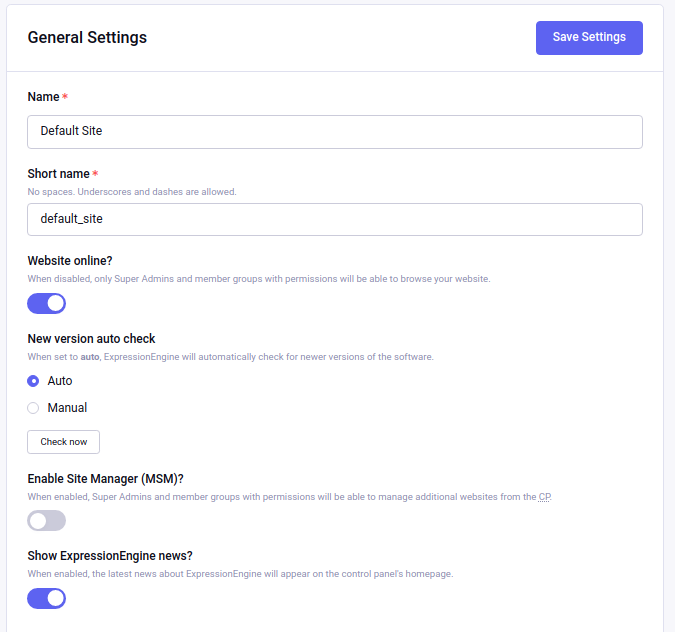 General Settings
Save Settings
Name *
Default Site
Short name *
No spaces. Underscores and dashes are allowed.
default_site
Website online?
When disabled, only Super Admins and member groups with permissions will be able to browse your website.
New version auto check
When set to auto, ExpressionEngine will automatically check for newer versions of the software.
Auto
Manual
Check now
Enable Site Manager (MSM)?
When enabled, Super Admins and member groups with permissions will be able to manage additional websites from the CP.
Show ExpressionEngine news?
When enabled, the latest news about ExpressionEngine will appear on the control panel's homepage.